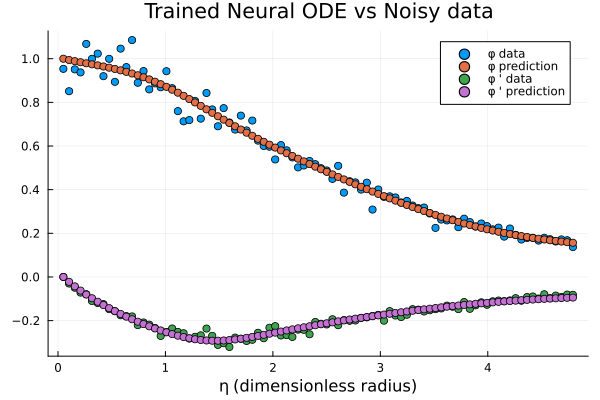 Trained Neural ODE vs Noisy data
φ data
φ prediction
φ ' data
φ ' prediction
1.0
0.8
0.6
0.4
0.2
0.0
−0.2
0
1
2
3
4
η (dimensionless radius)